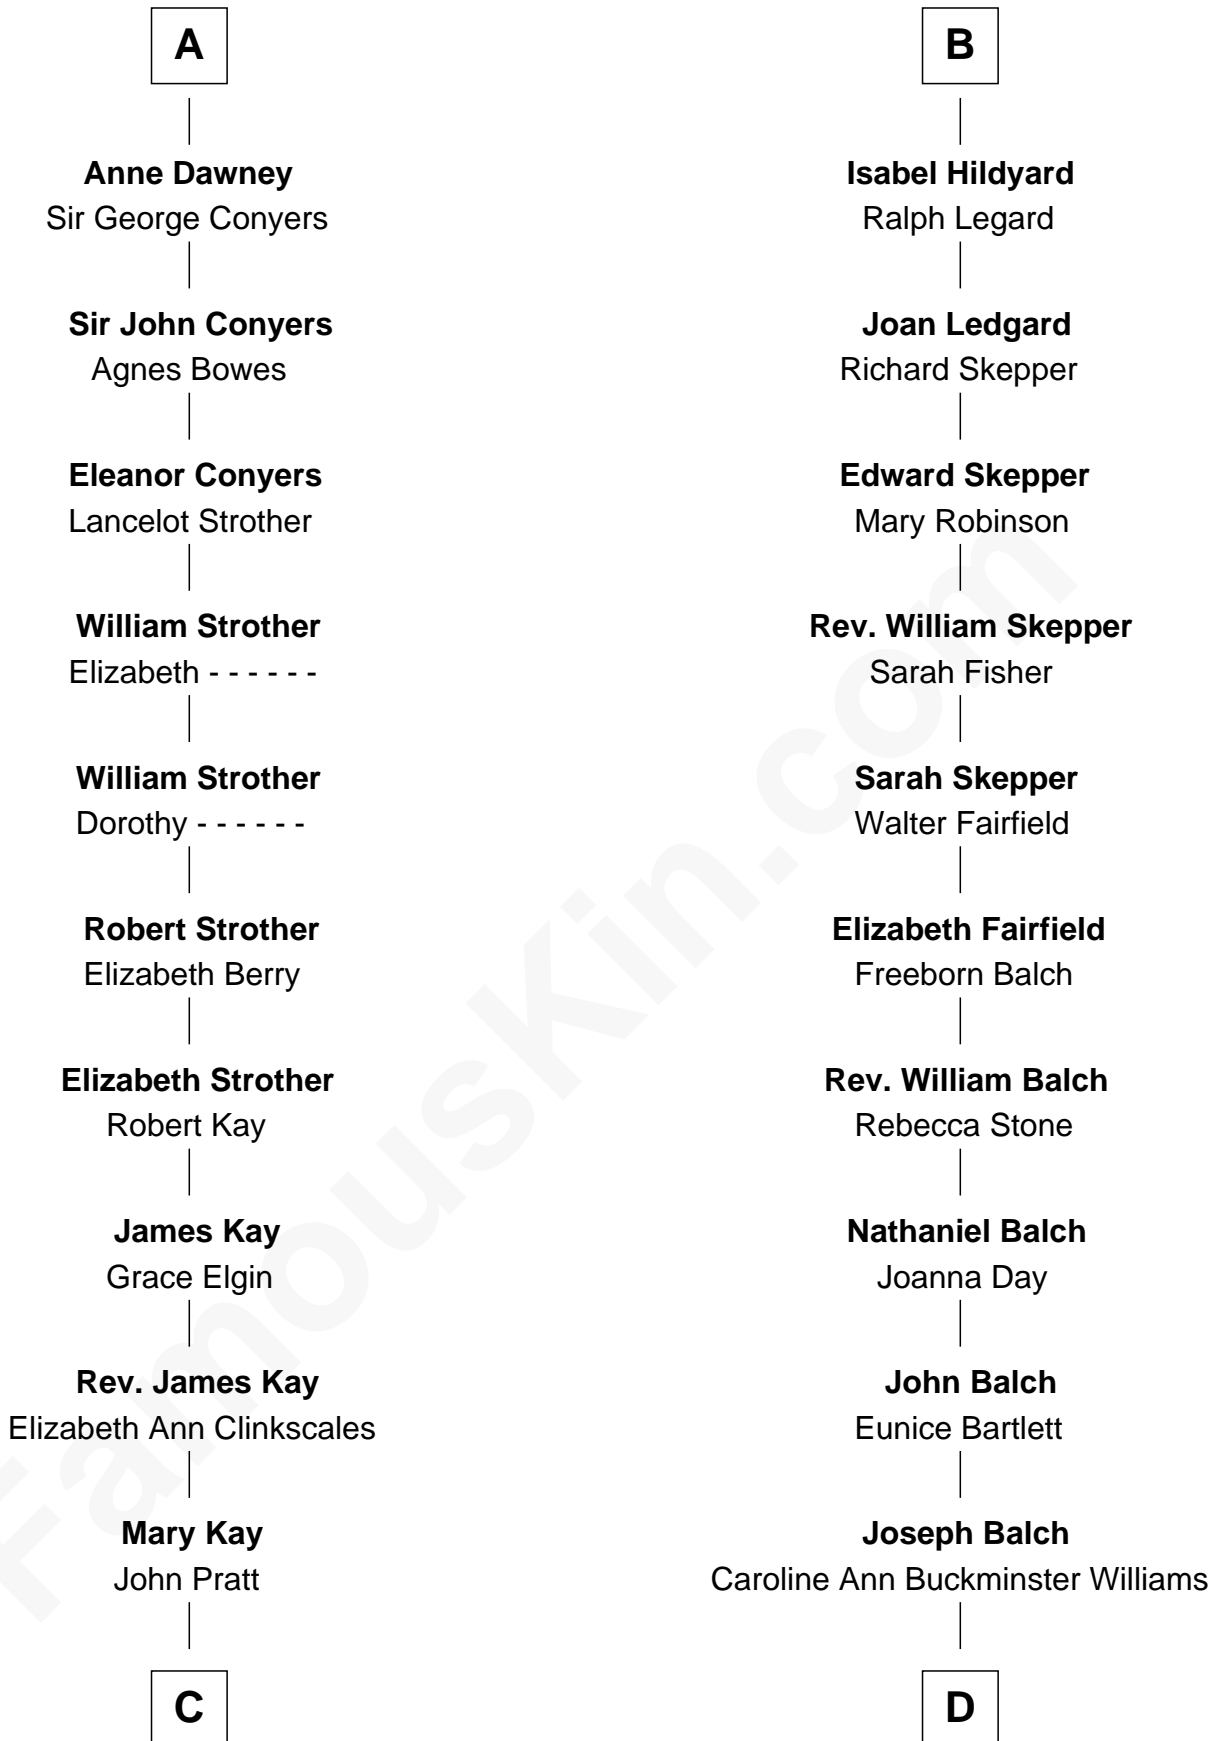 A
Anne Dawney
Sir George Conyers
Sir John Conyers
Agnes Bowes
Eleanor Conyers
Lancelot Strother
William Strother
Elizabeth - - - - - -
William Strother
Dorothy - - - - - -
Robert Strother
Elizabeth Berry
Elizabeth Strother
Robert Kay
James Kay
Grace Elgin
Rev. James Kay
Elizabeth Ann Clinkscales
Mary Kay
John Pratt
C
B
Isabel Hildyard
Ralph Legard
Joan Ledgard
Richard Skepper
Edward Skepper
Mary Robinson
Rev. William Skepper
Sarah Fisher
Sarah Skepper
Walter Fairfield
Elizabeth Fairfield
Freeborn Balch
Rev. William Balch
Rebecca Stone
Nathaniel Balch
Joanna Day
John Balch
Eunice Bartlett
Joseph Balch
Caroline Ann Buckminster Williams
D
FamousKin.com